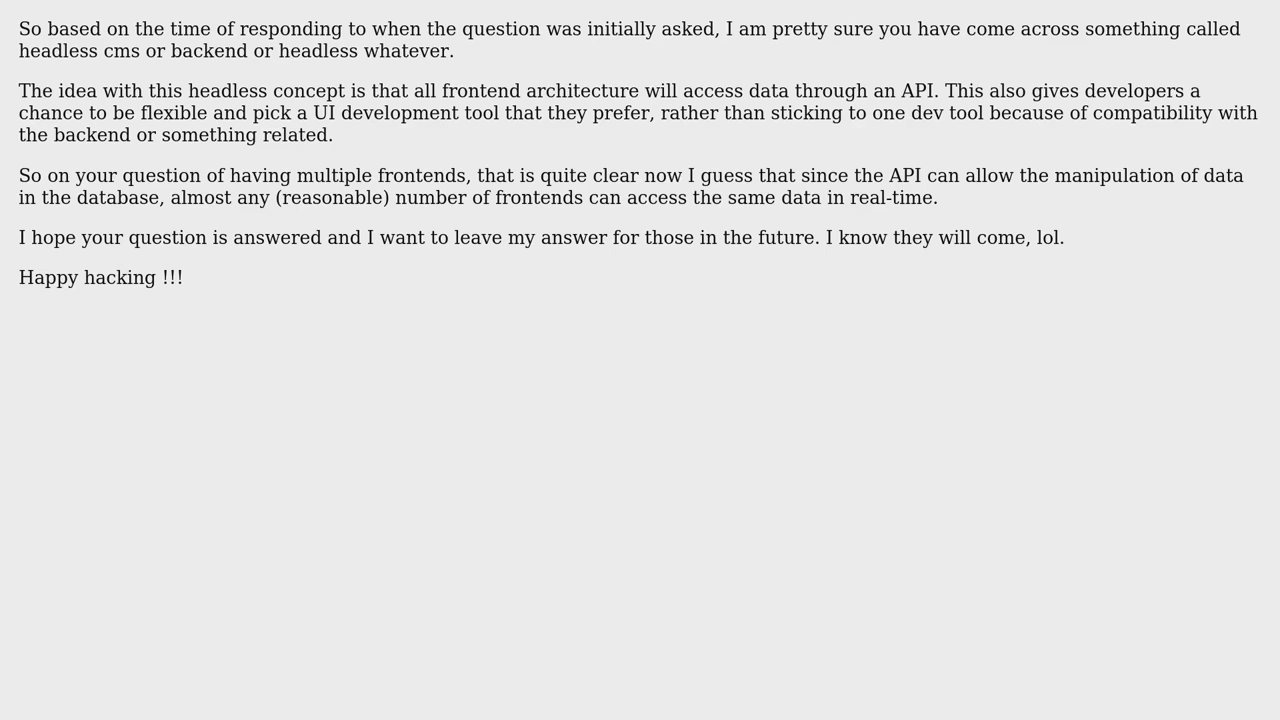 So based on the time of responding to when the question was initially asked, I am pretty sure you have come across something called
headless cms or backend or headless whatever.
The idea with this headless concept is that all frontend architecture will access data through an API. This also gives developers a
chance to be flexible and pick a UI development tool that they prefer, rather than sticking to one dev tool because of compatibility with
the backend or something related.
So on your question of having multiple frontends, that is quite clear now I guess that since the API can allow the manipulation of data
in the database, almost any (reasonable) number of frontends can access the same data in real-time.
I hope your question is answered and I want to leave my answer for those in the future. I know they will come, lol.
Happy hacking !!!